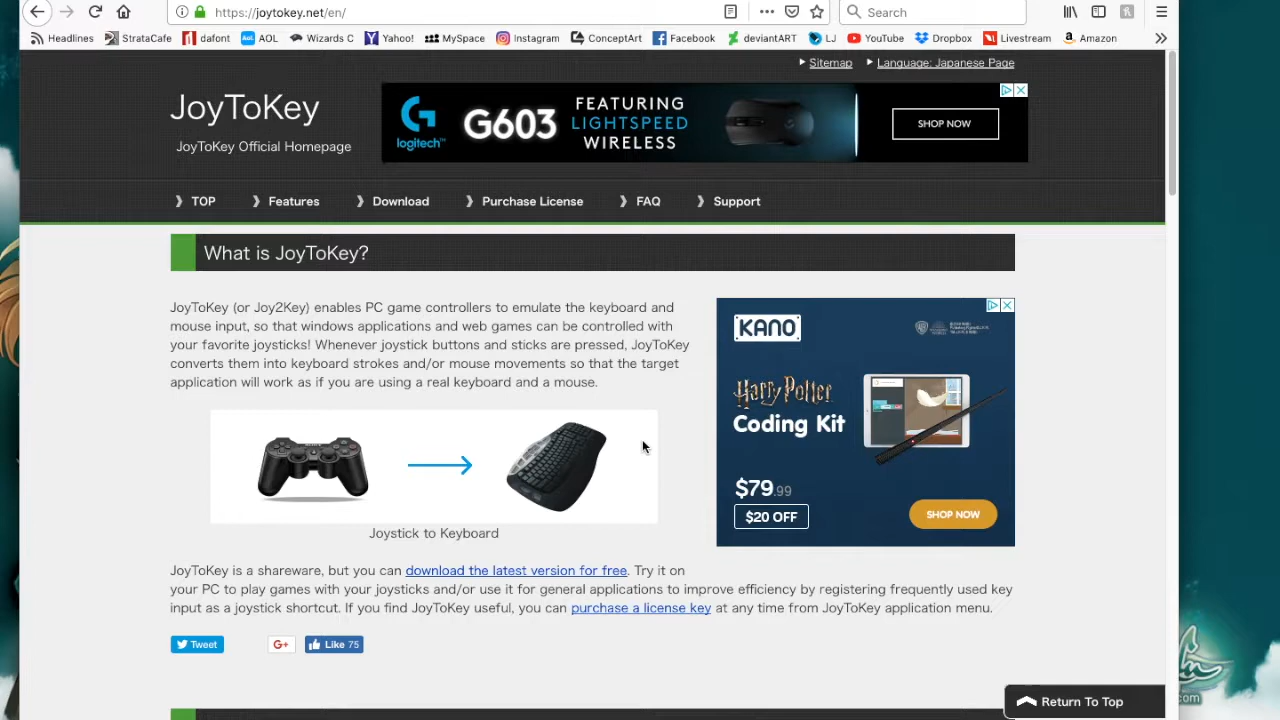 https://joytokey.net/en/
Search
Headlines StrataCafe dafont AOL Wizards C Yahoo! MySpace Instagram ConceptArt Facebook deviantART LJ YouTube Dropbox Livestream Amazon
Sitemap Language: Japanese Page
JoyToKey
JoyToKey Official Homepage
logitech
G603
FEATURING
LIGHTSPEED
WIRELESS
SHOP NOW
TOP Features Download Purchase License FAQ Support
What is JoyToKey?
JoyToKey (or Joy2Key) enables PC game controllers to emulate the keyboard and
mouse input, so that windows applications and web games can be controlled with
your favorite joysticks! Whenever joystick buttons and sticks are pressed, JoyToKey
converts them into keyboard strokes and/or mouse movements so that the target
application will work as if you are using a real keyboard and a mouse.
KANO
Harry Potter
Coding Kit
$79.99
$20 OFF
SHOP NOW
Joystick to Keyboard
JoyToKey is a shareware, but you can download the latest version for free. Try it on
your PC to play games with your joysticks and/or use it for general applications to improve efficiency by registering frequently used key
input as a joystick shortcut. If you find JoyToKey useful, you can purchase a license key at any time from JoyToKey application menu.
Tweet G+ Like 75
Return To Top